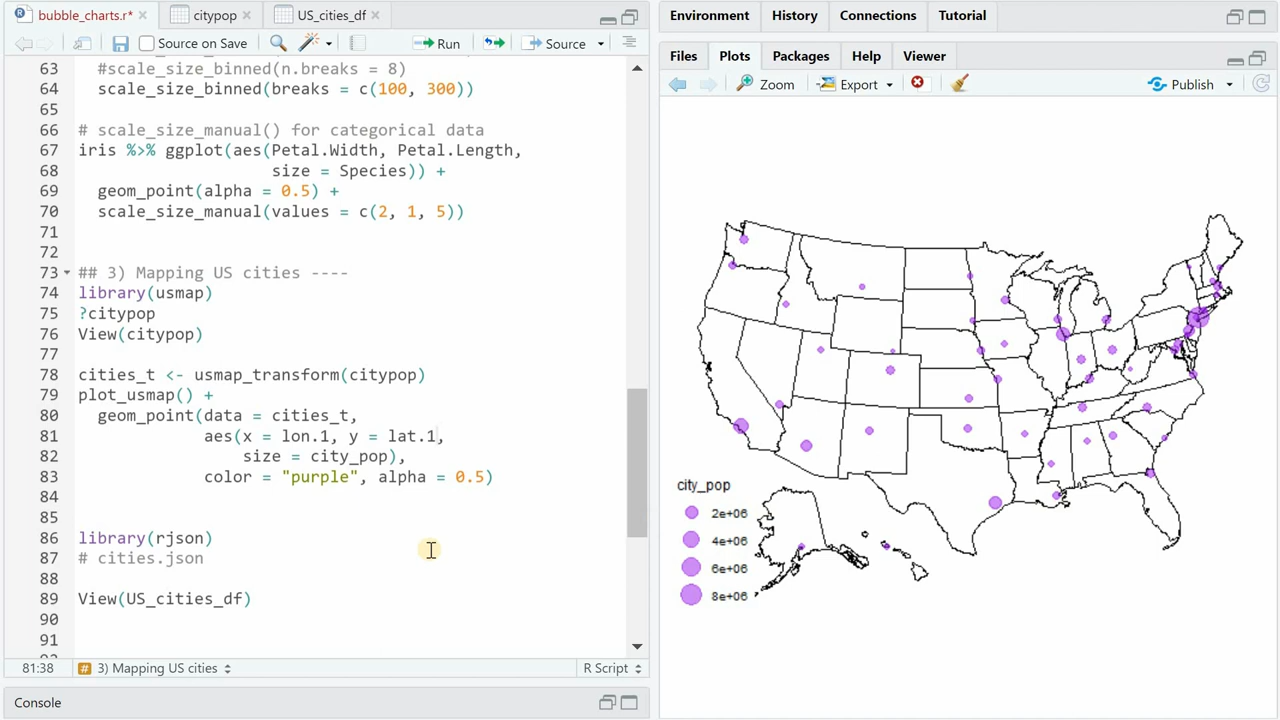 bubble_charts.r*
citypop
US_cities_df
Source on Save
Run
Source
63 #scale_size_binned(n.breaks = 8)
64 scale_size_binned(breaks = c(100, 300))
65
66 # scale_size_manual() for categorical data
67 iris %>% ggplot(aes(Petal.Width, Petal.Length,
68 size = Species)) +
69 geom_point(alpha = 0.5) +
70 scale_size_manual(values = c(2, 1, 5))
71
72
73 ## 3) Mapping US cities ----
74 library(usmap)
75 ?citypop
76 View(citypop)
77
78 cities_t <- usmap_transform(citypop)
79 plot_usmap() +
80 geom_point(data = cities_t,
81 aes(x = lon.1, y = lat.1,
82 size = city_pop),
83 color = "purple", alpha = 0.5)
84
85
86 library(rjson)
87 # cities.json
88
89 View(US_cities_df)
90
91
81:38
# 3) Mapping US cities
R Script
Console
Environment
History
Connections
Tutorial
Files
Plots
Packages
Help
Viewer
Zoom
Export
Publish
city_pop
2e+06
4e+06
6e+06
8e+06